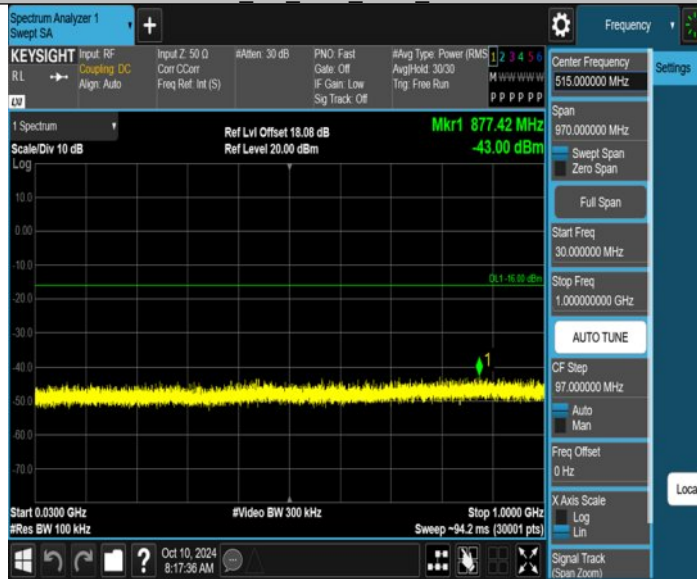 Spectrum Analyzer 1
Swept SA
+
Frequency
KEYSIGHT
RL
LXI
Input: RF
Coupling: DC
Align: Auto
Input Z: 50 Ω
Corr CCorr
Freq Ref: Int (S)
#Atten: 30 dB
PNO: Fast
Gate: Off
IF Gain: Low
Sig Track: Off
#Avg Type: Power (RMS
Avg|Hold: 30/30
Trig: Free Run
1 2 3 4 5 6
M W W W W W
P P P P P P
1 Spectrum
Scale/Div 10 dB
Log
Ref Lvl Offset 18.08 dB
Ref Level 20.00 dBm
Mkr1 877.42 MHz
-43.00 dBm
10.0
0.00
-10.0
DL1 -16.00 dBm
-20.0
-30.0
-40.0
1
-50.0
-60.0
-70.0
Start 0.0300 GHz
#Res BW 100 kHz
#Video BW 300 kHz
Stop 1.0000 GHz
Sweep ~94.2 ms (30001 pts)
?
Oct 10, 2024
8:17:36 AM
Center Frequency
515.000000 MHz
Settings
Span
970.000000 MHz
Swept Span
Zero Span
Full Span
Start Freq
30.000000 MHz
Stop Freq
1.000000000 GHz
AUTO TUNE
CF Step
97.000000 MHz
Auto
Man
Freq Offset
0 Hz
X Axis Scale
Log
Lin
Loca
Signal Track
(Span Zoom)